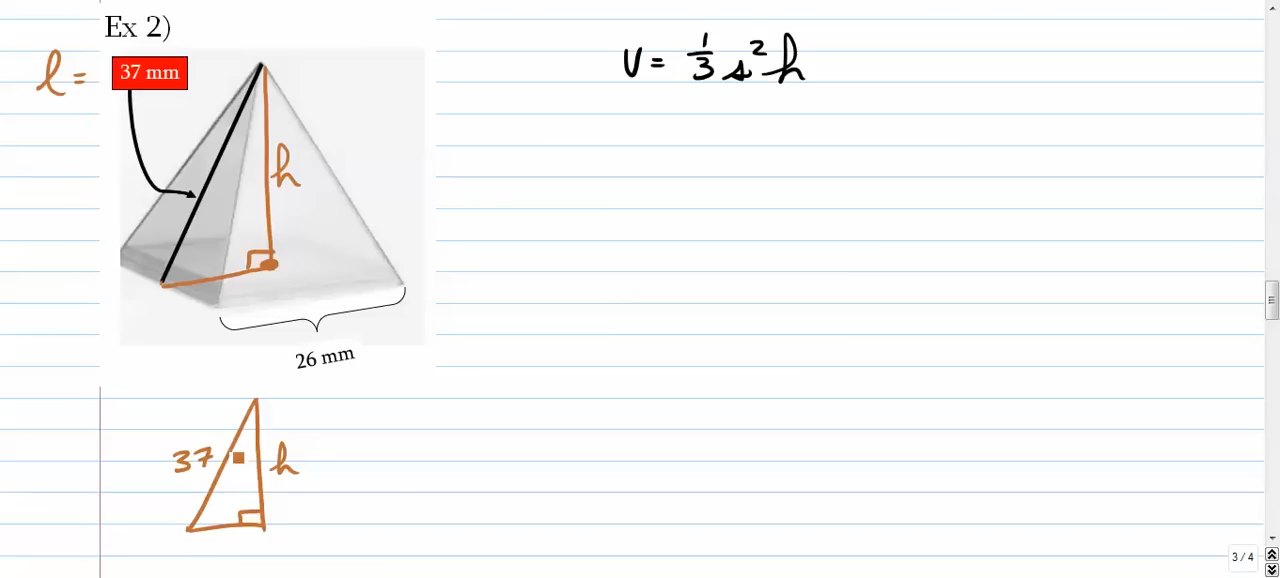 Ex 2)
l = 37 mm
V = 1/3 s² h
h
26 mm
37 h
3 / 4